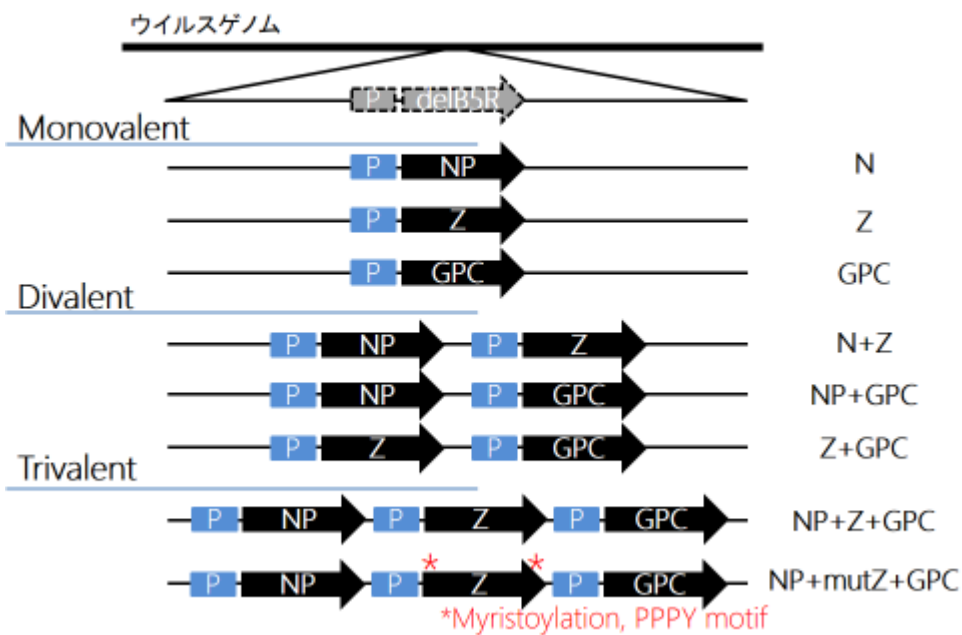 ウイルスゲノム
P delB5R
Monovalent
P NP N
P Z Z
P GPC GPC
Divalent
P NP P Z N+Z
P NP P GPC NP+GPC
P Z P GPC Z+GPC
Trivalent
P NP P Z P GPC NP+Z+GPC
* *
P NP P Z P GPC NP+mutZ+GPC
*Myristoylation, PPPY motif